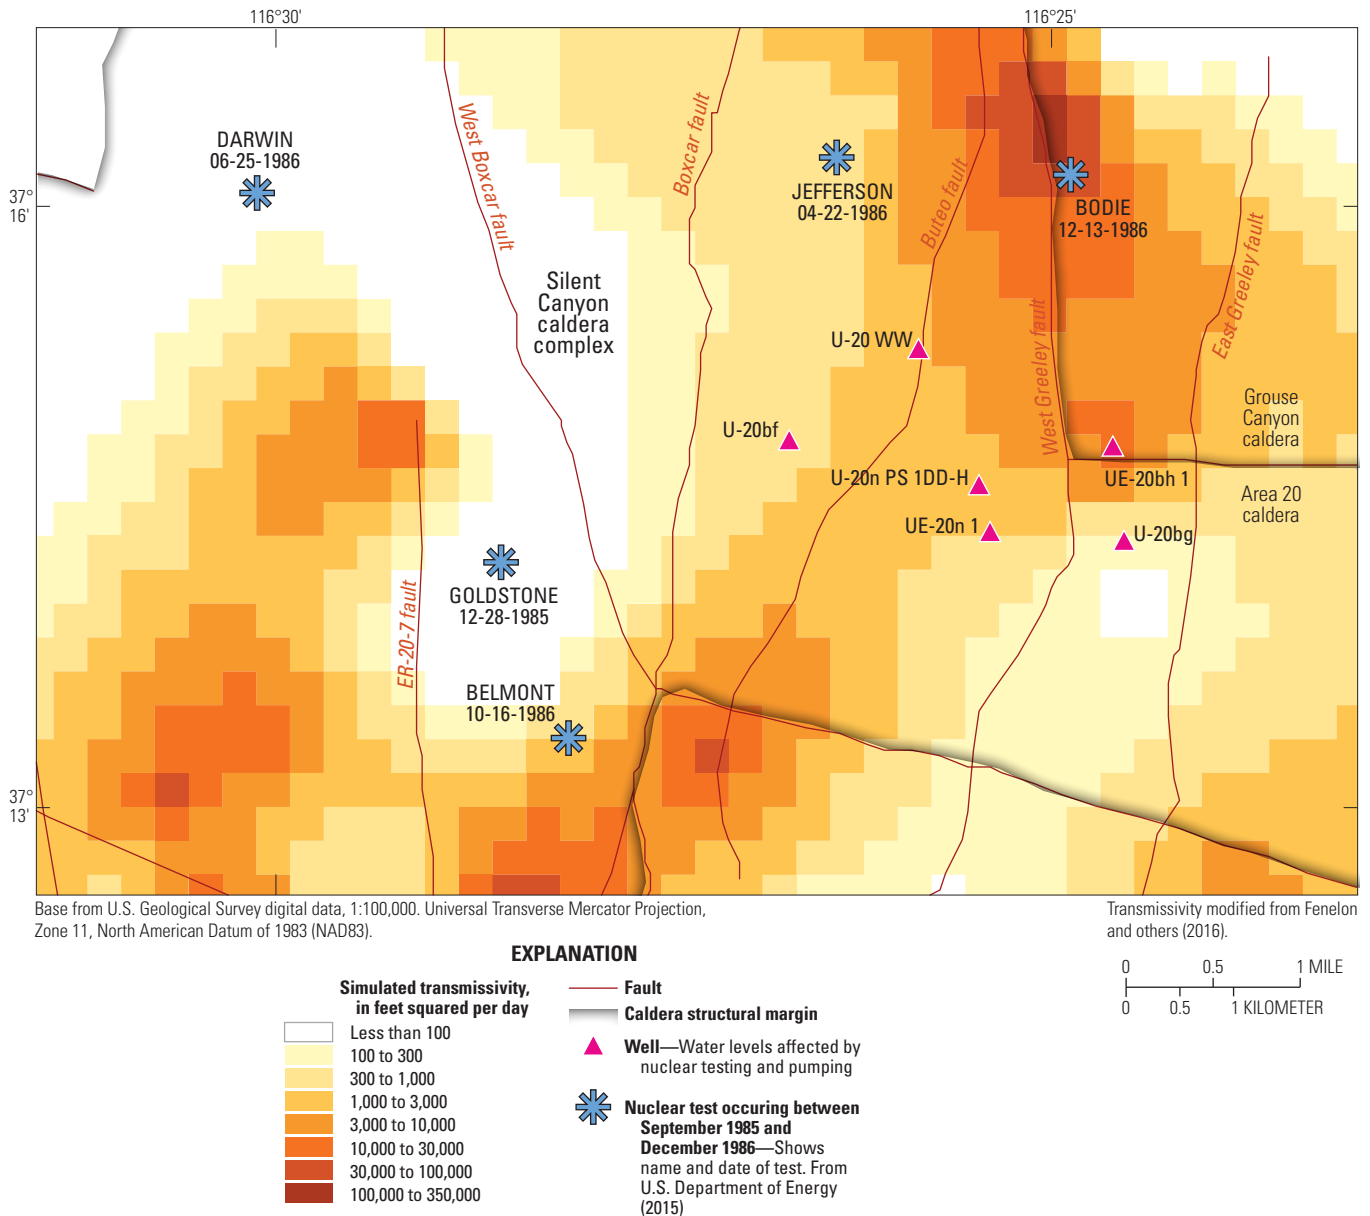 116°30'
116°25'
37°
16'
37°
13'
DARWIN
06-25-1986
West Boxcar fault
Boxcar fault
JEFFERSON
04-22-1986
Buteo fault
BODIE
12-13-1986
East Greeley fault
Silent
Canyon
caldera
complex
U-20 WW
West Greeley fault
Grouse
Canyon
caldera
U-20bf
U-20n PS 1DD-H
UE-20bh 1
Area 20
caldera
UE-20n 1
U-20bg
GOLDSTONE
12-28-1985
ER-20-7 fault
BELMONT
10-16-1986
Base from U.S. Geological Survey digital data, 1:100,000. Universal Transverse Mercator Projection,
Zone 11, North American Datum of 1983 (NAD83).
Transmissivity modified from Fenelon
and others (2016).
0 0.5 1 MILE
0 0.5 1 KILOMETER
EXPLANATION
Simulated transmissivity,
in feet squared per day
Less than 100
100 to 300
300 to 1,000
1,000 to 3,000
3,000 to 10,000
10,000 to 30,000
30,000 to 100,000
100,000 to 350,000
Fault
Caldera structural margin
Well—Water levels affected by
nuclear testing and pumping
Nuclear test occuring between
September 1985 and
December 1986—Shows
name and date of test. From
U.S. Department of Energy
(2015)